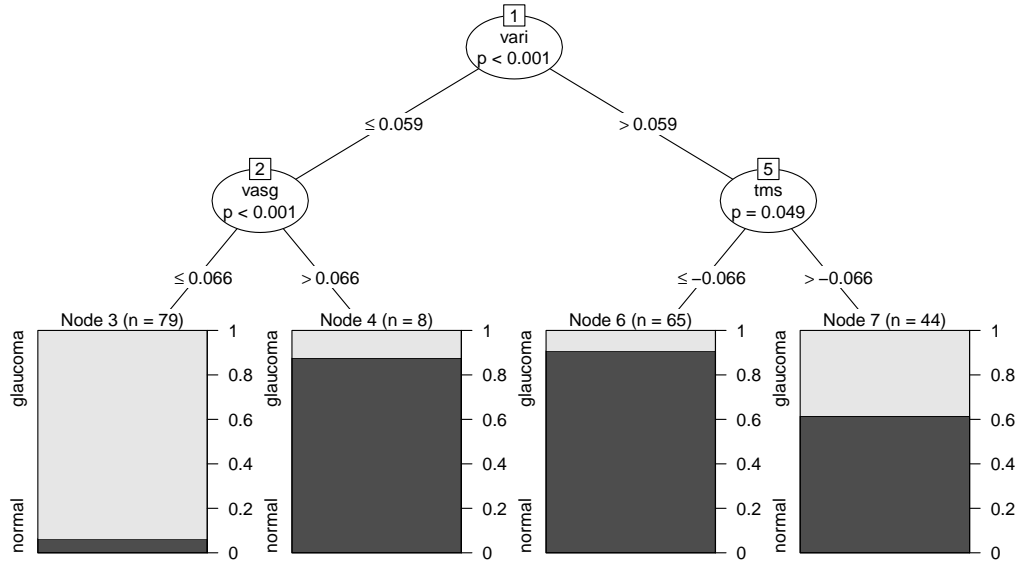 1
vari
p < 0.001
≤ 0.059
> 0.059
2
vasg
p < 0.001
5
tms
p = 0.049
≤ 0.066
> 0.066
≤ −0.066
> −0.066
Node 3 (n = 79)
glaucoma
normal
1
0.8
0.6
0.4
0.2
0
Node 4 (n = 8)
glaucoma
normal
1
0.8
0.6
0.4
0.2
0
Node 6 (n = 65)
glaucoma
normal
1
0.8
0.6
0.4
0.2
0
Node 7 (n = 44)
glaucoma
normal
1
0.8
0.6
0.4
0.2
0